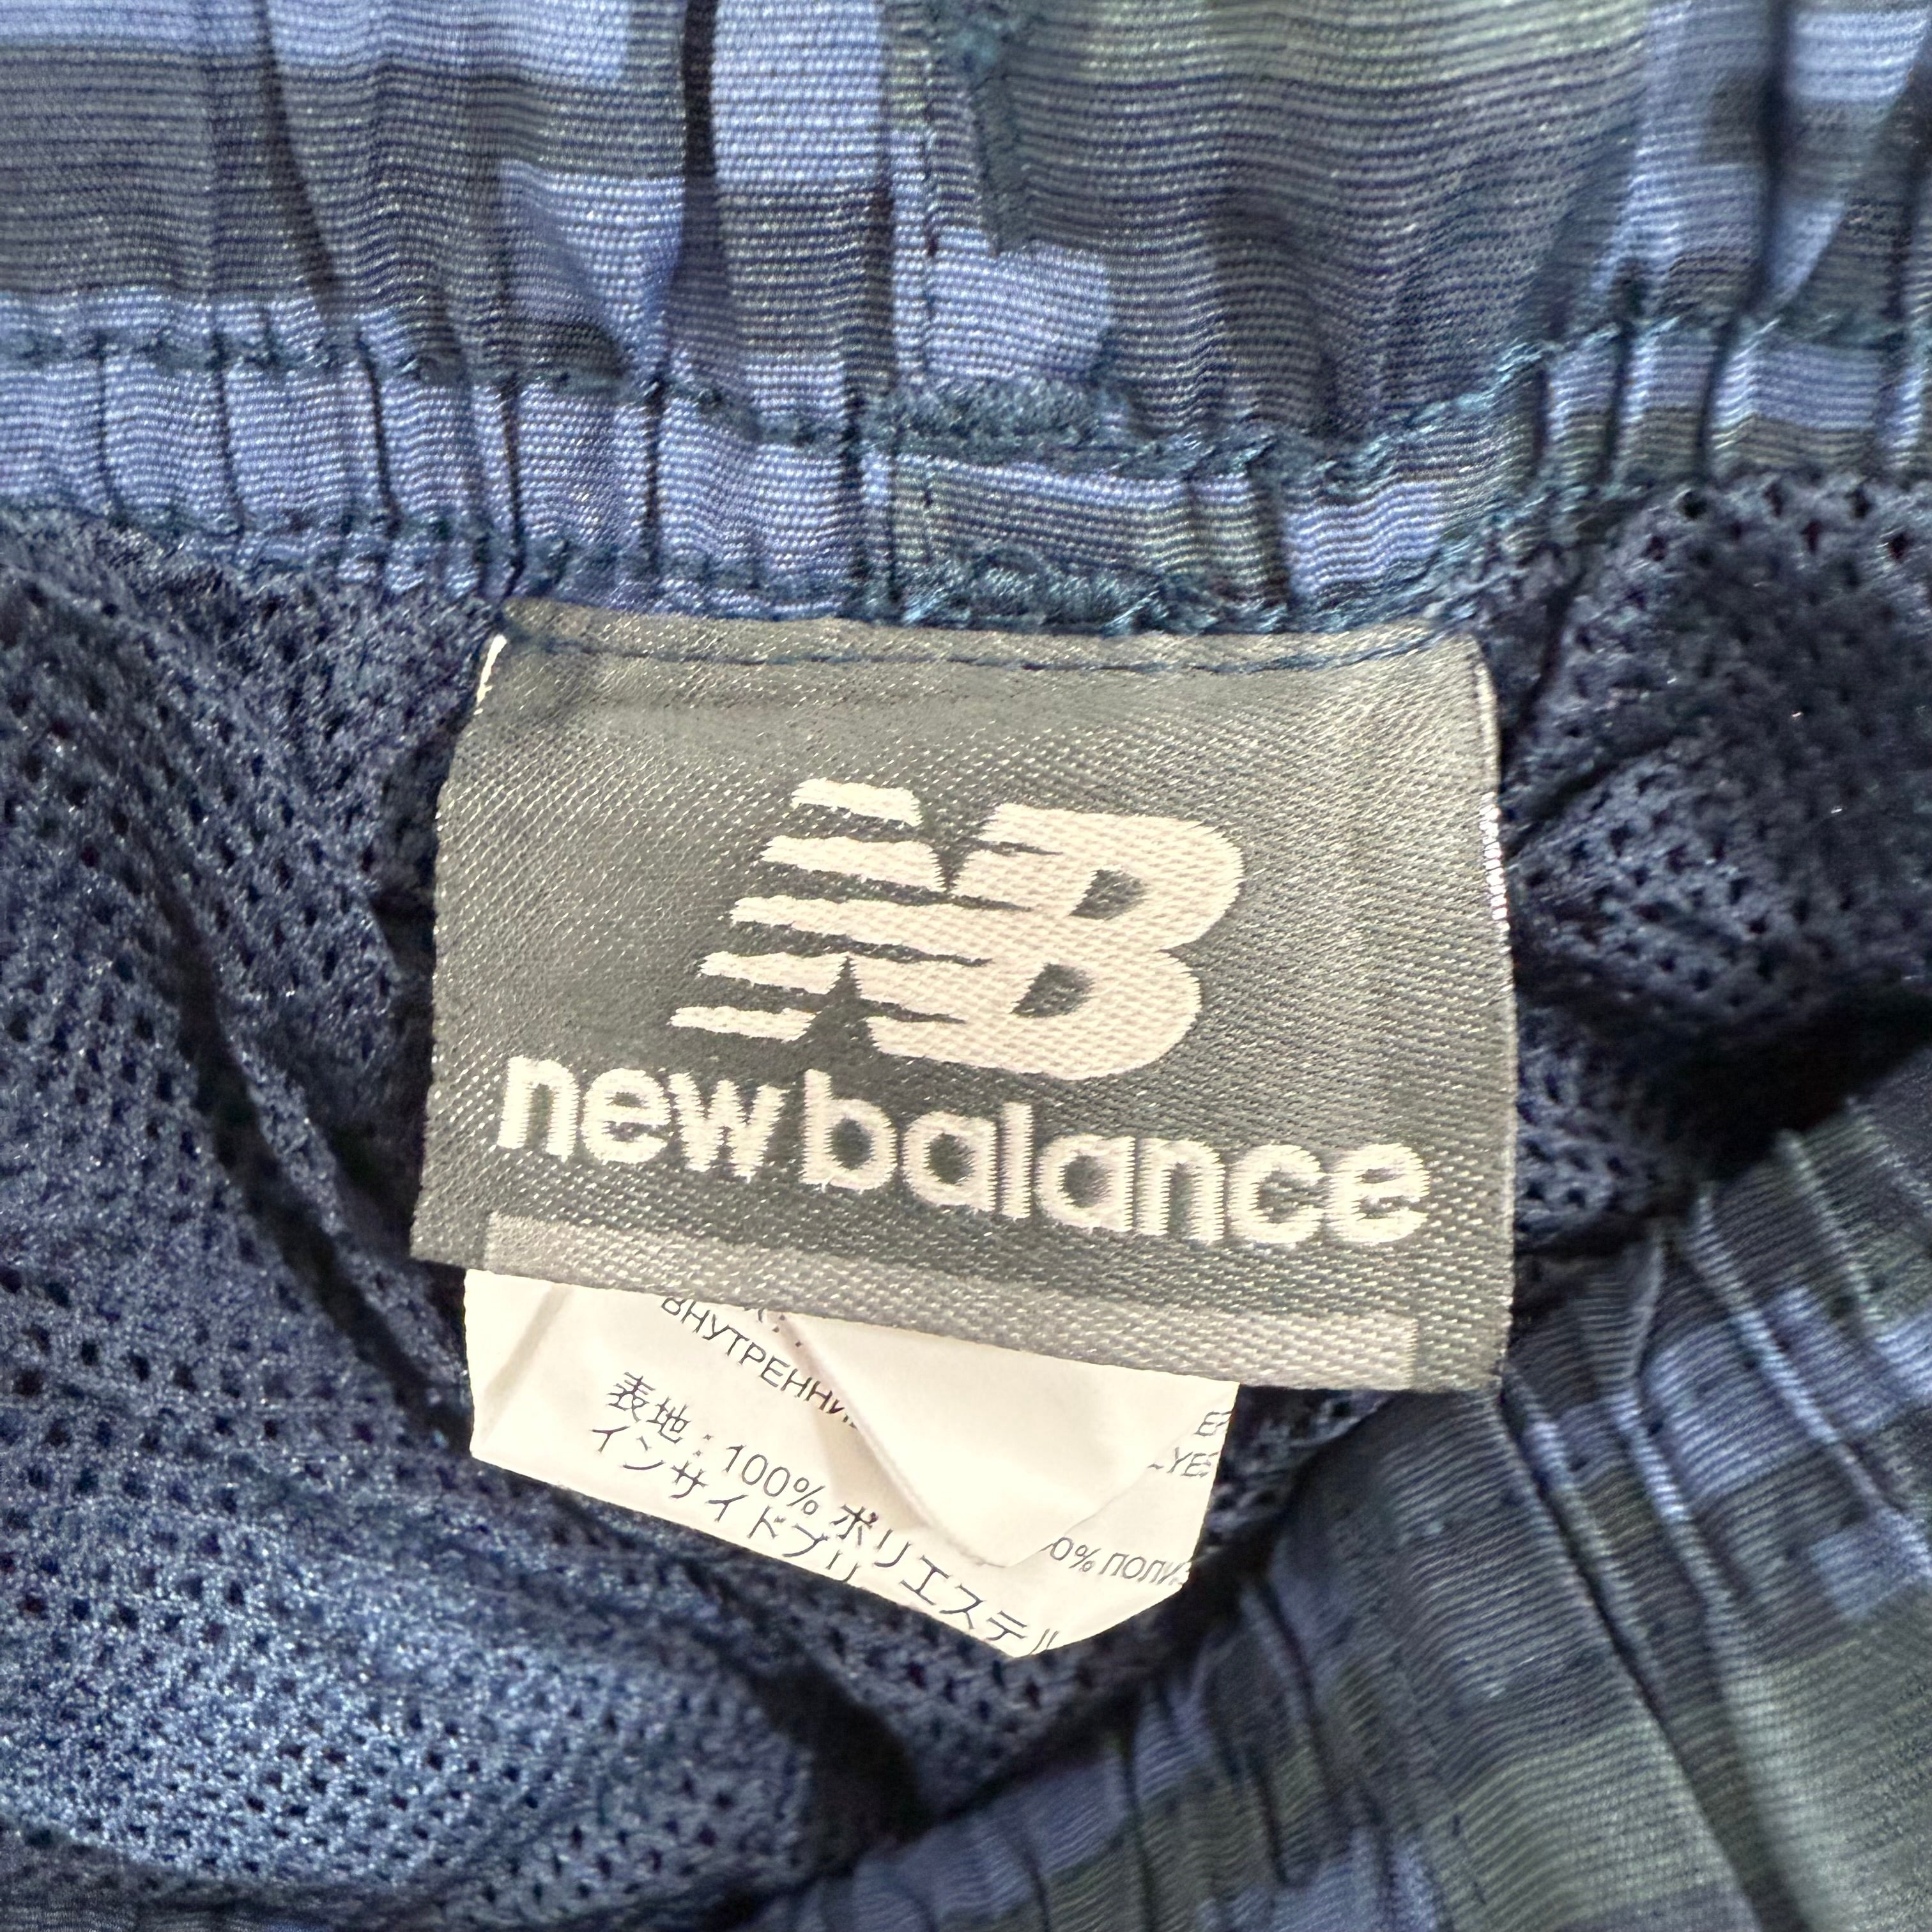 NB
new balance
表地 : 100% ポリエステル
インサイドブリ
0% ПОЛИ